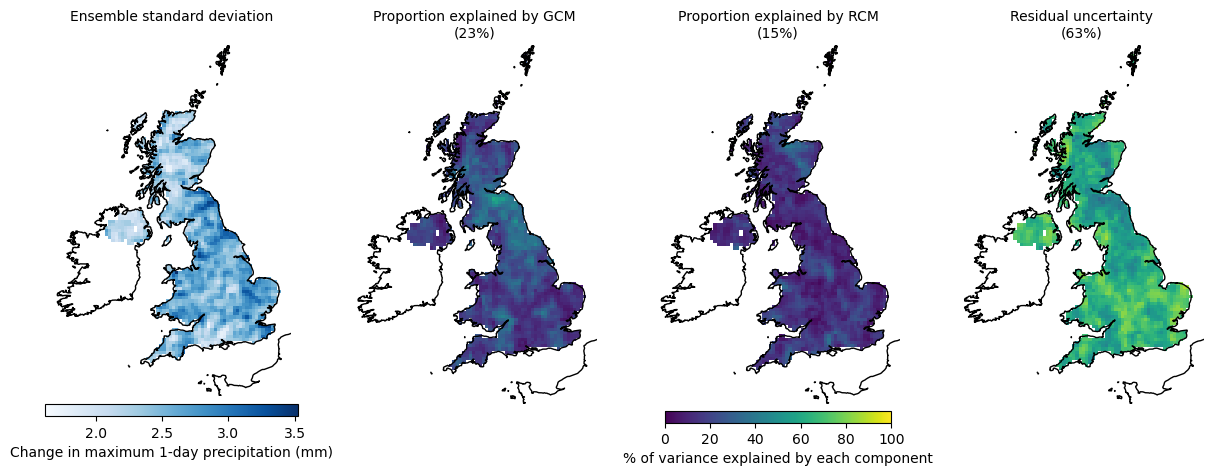 Ensemble standard deviation
Proportion explained by GCM
(23%)
Proportion explained by RCM
(15%)
Residual uncertainty
(63%)
2.0 2.5 3.0 3.5
Change in maximum 1-day precipitation (mm)
0 20 40 60 80 100
% of variance explained by each component